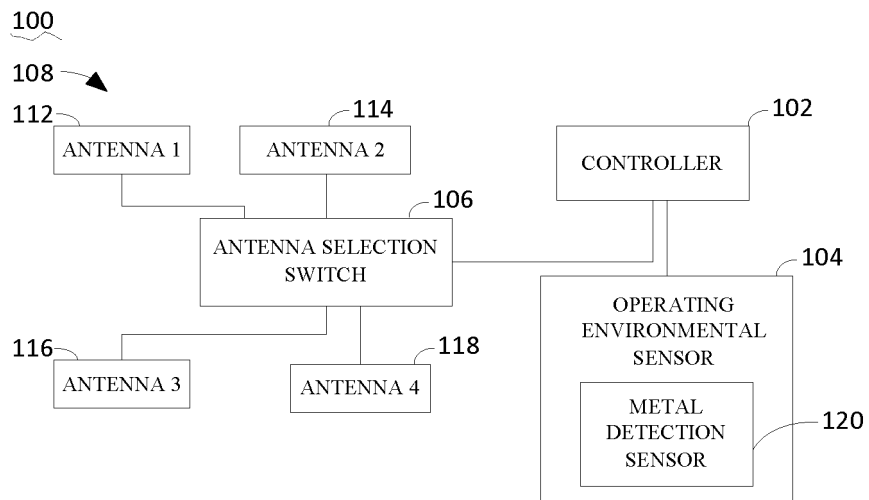 100
108
112
114
102
ANTENNA 1
ANTENNA 2
CONTROLLER
106
ANTENNA SELECTION
SWITCH
104
OPERATING
ENVIRONMENTAL
SENSOR
116
118
ANTENNA 3
ANTENNA 4
METAL
DETECTION
SENSOR
120